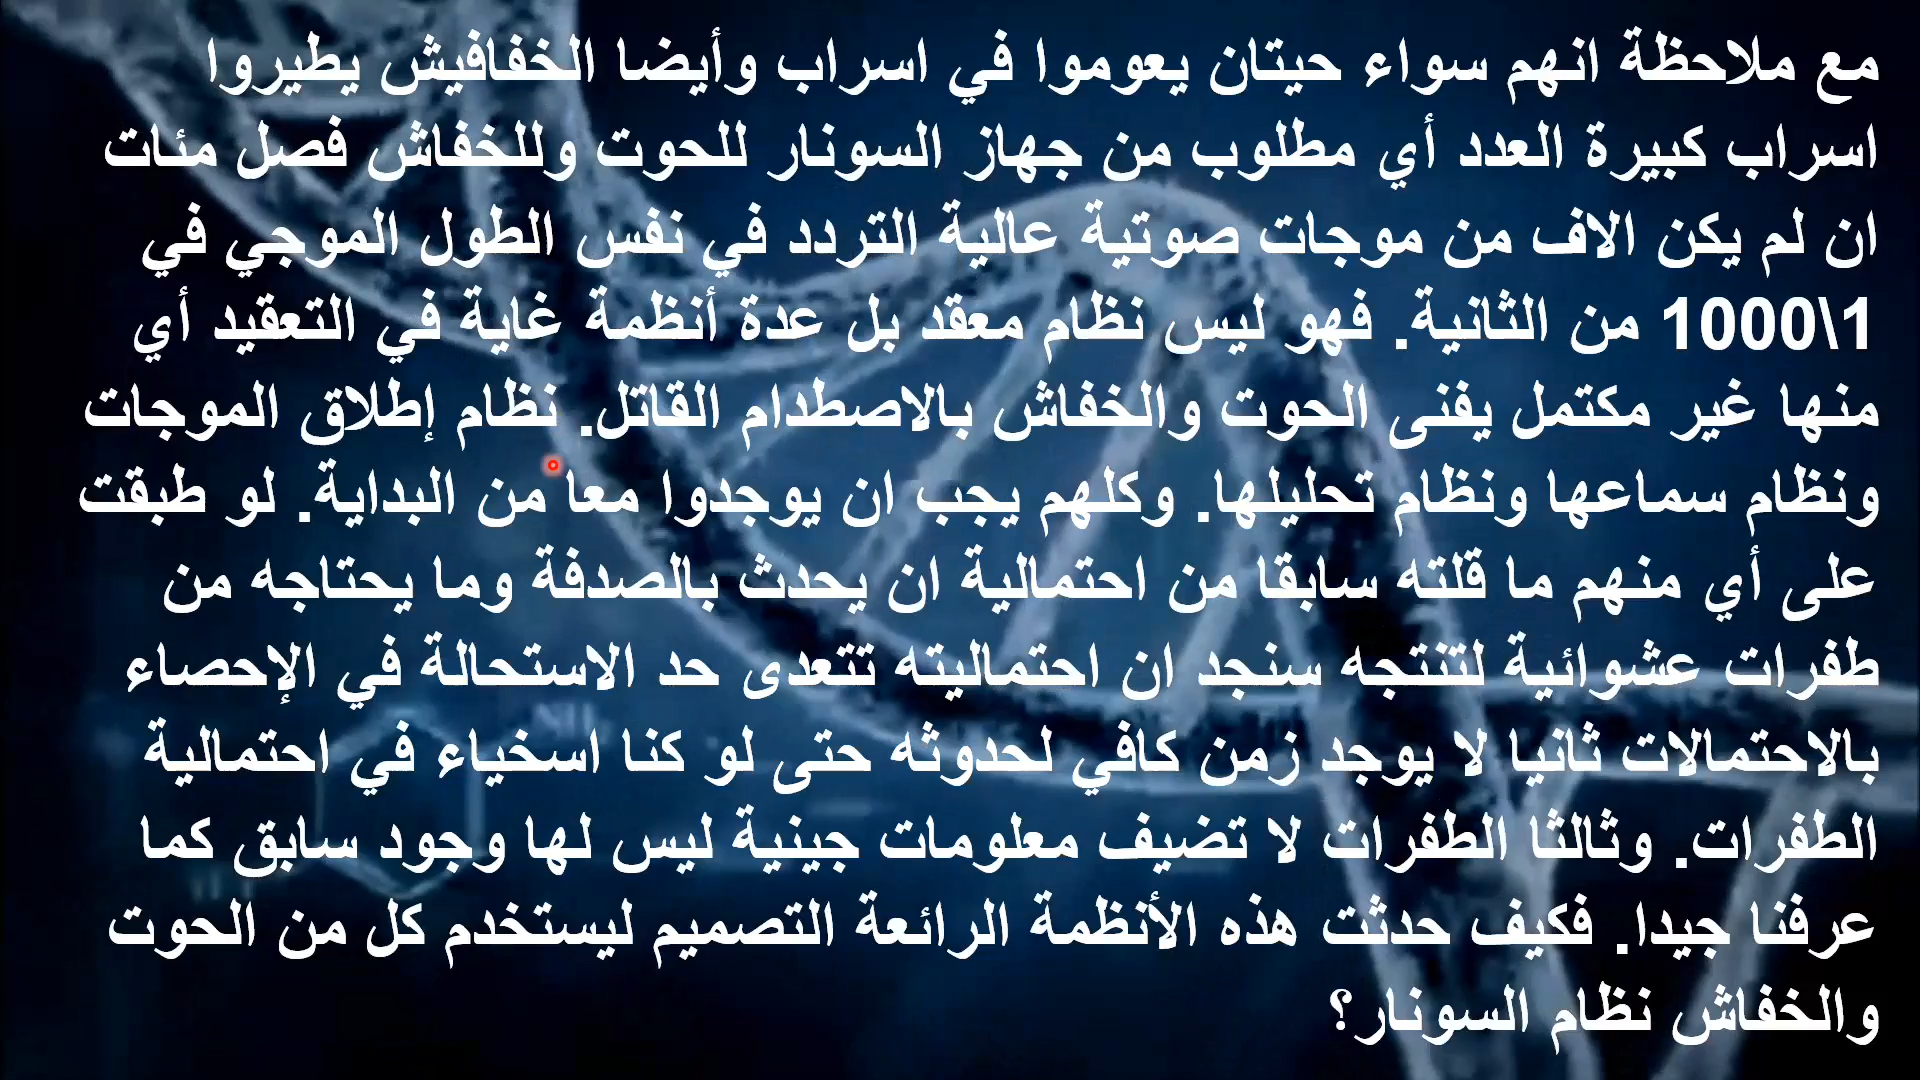 مع ملاحظة انهم سواء حيتان يعوموا في اسراب وأيضا الخفافيش يطيروا
اسراب كبيرة العدد أي مطلوب من جهاز السونار للحوت وللخفاش فصل مئات
ان لم يكن الاف من موجات صوتية عالية التردد في نفس الطول الموجي في
1\1000 من الثانية. فهو ليس نظام معقد بل عدة أنظمة غاية في التعقيد أي
منها غير مكتمل يفنى الحوت والخفاش بالاصطدام القاتل. نظام إطلاق الموجات
ونظام سماعها ونظام تحليلها. وكلهم يجب ان يوجدوا معا من البداية. لو طبقت
على أي منهم ما قلته سابقا من احتمالية ان يحدث بالصدفة وما يحتاجه من
طفرات عشوائية لتنتجه سنجد ان احتماليته تتعدى حد الاستحالة في الإحصاء
بالاحتمالات ثانيا لا يوجد زمن كافي لحدوثه حتى لو كنا اسخياء في احتمالية
الطفرات. وثالثا الطفرات لا تضيف معلومات جينية ليس لها وجود سابق كما
عرفنا جيدا. فكيف حدثت هذه الأنظمة الرائعة التصميم ليستخدم كل من الحوت
والخفاش نظام السونار؟
NH₂